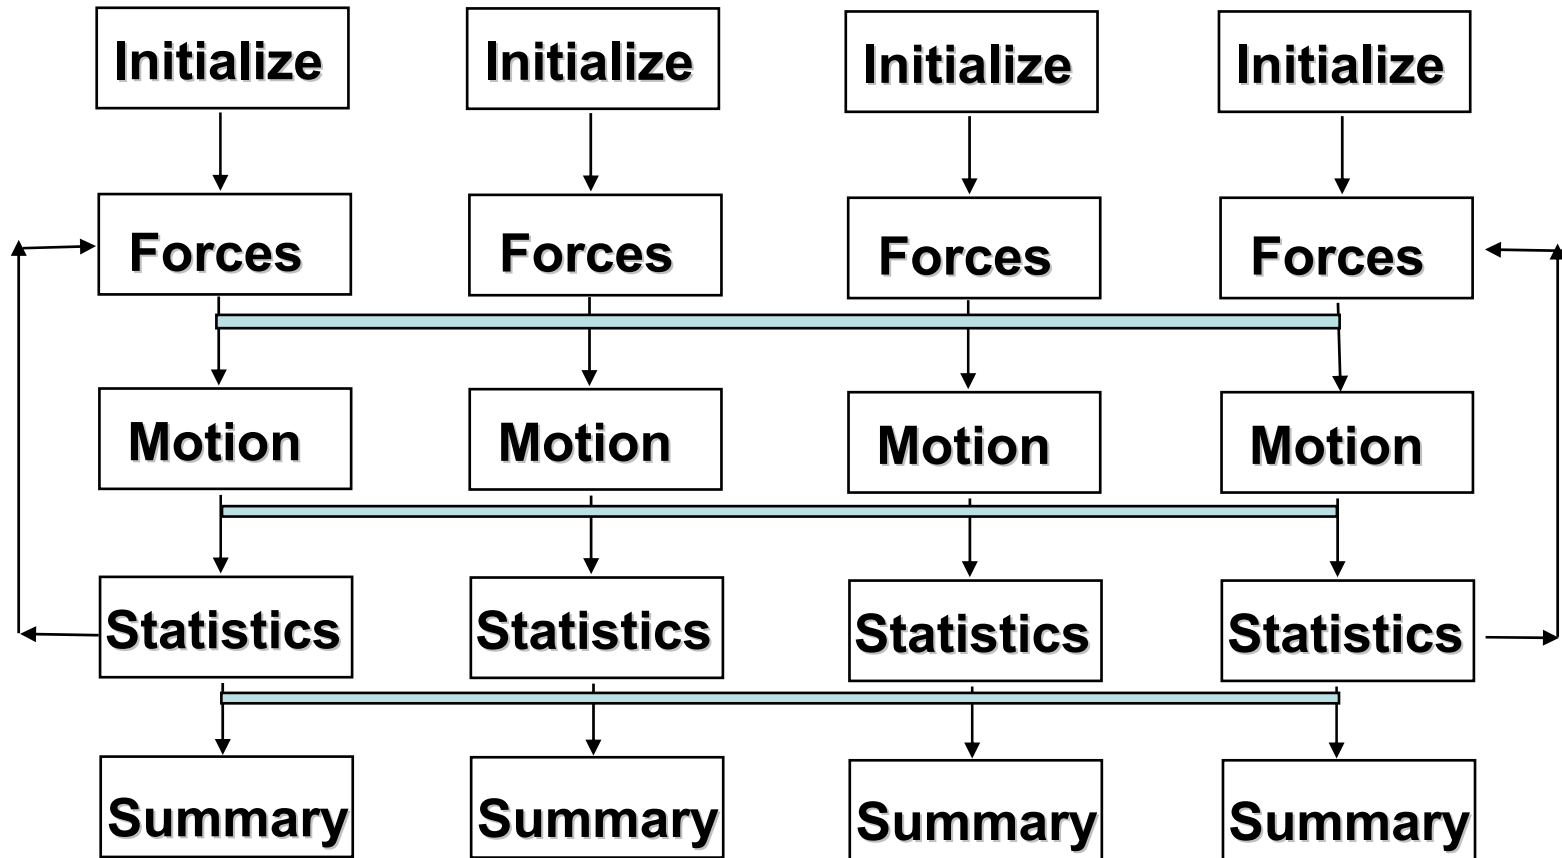 Initialize Initialize Initialize Initialize
Forces Forces Forces Forces
Motion Motion Motion Motion
Statistics Statistics Statistics Statistics
Summary Summary Summary Summary